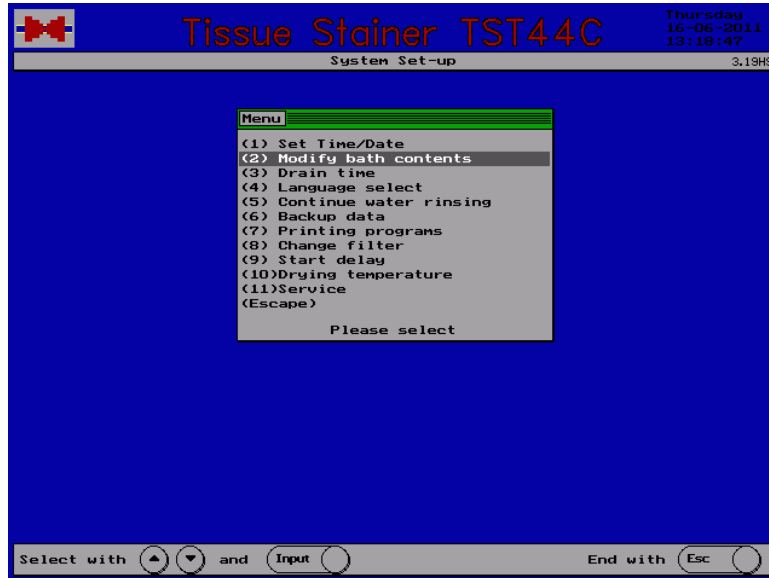 Tissue Stainer TST44C
Thursday
16-06-2011
13:18:47
System Set-up
3.19HS
Menu
(1) Set Time/Date
(2) Modify bath contents
(3) Drain time
(4) Language select
(5) Continue water rinsing
(6) Backup data
(7) Printing programs
(8) Change filter
(9) Start delay
(10)Drying temperature
(11)Service
(Escape)
Please select
Select with and Input
End with Esc